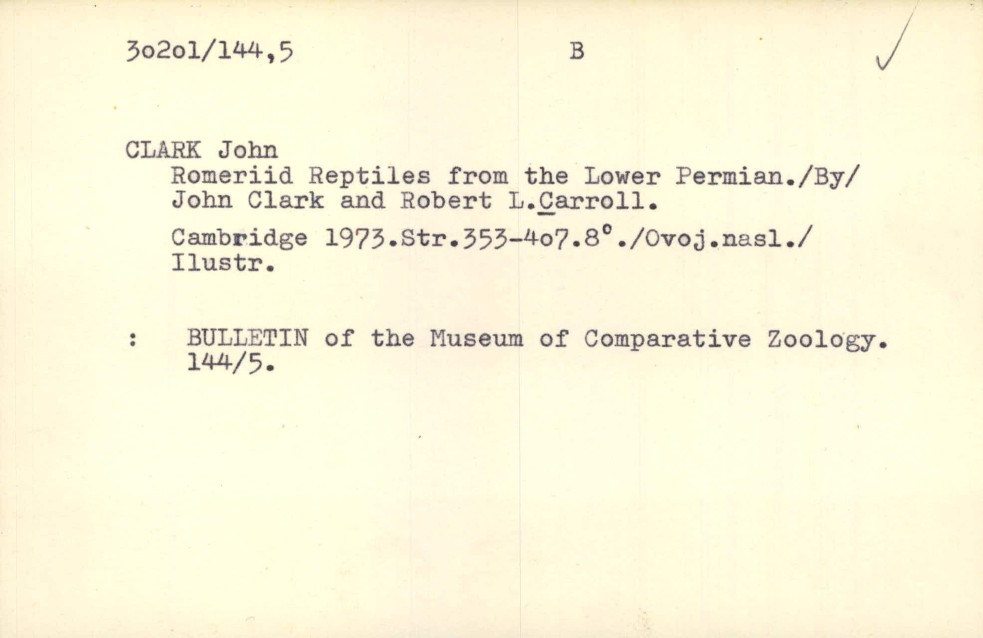 3o2o1/144,5 B
CLARK John
Romeriid Reptiles from the Lower Permian./By/
John Clark and Robert L.Carroll.
Cambridge 1973.Str.353-4o7.8°./Ovoj.nasl./
Ilustr.
: BULLETIN of the Museum of Comparative Zoology.
144/5.